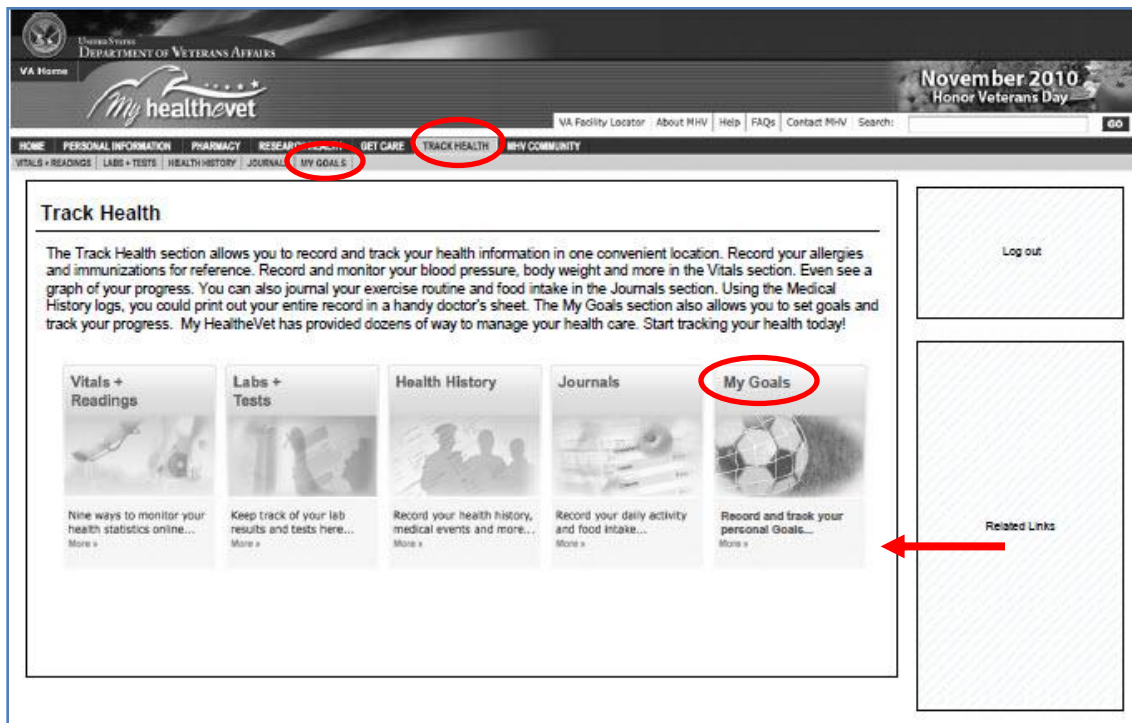 UNITED STATES
DEPARTMENT OF VETERANS AFFAIRS
VA Home
My healthevet
November 2010
Honor Veterans Day
VA Facility Locator About MHV Help FAQs Contact MHV Search: GO
HOME PERSONAL INFORMATION PHARMACY RESEARCH HEALTH GET CARE TRACK HEALTH MHV COMMUNITY
VITALS + READINGS LABS + TESTS HEALTH HISTORY JOURNALS MY GOALS
Track Health
The Track Health section allows you to record and track your health information in one convenient location. Record your allergies
and immunizations for reference. Record and monitor your blood pressure, body weight and more in the Vitals section. Even see a
graph of your progress. You can also journal your exercise routine and food intake in the Journals section. Using the Medical
History logs, you could print out your entire record in a handy doctor's sheet. The My Goals section also allows you to set goals and
track your progress. My HealtheVet has provided dozens of way to manage your health care. Start tracking your health today!
Log out
Vitals +
Readings
Nine ways to monitor your
health statistics online...
More »
Labs +
Tests
Keep track of your lab
results and tests here...
More »
Health History
Record your health history,
medical events and more...
More »
Journals
Record your daily activity
and food intake...
More »
My Goals
Record and track your
personal Goals...
More »
Related Links